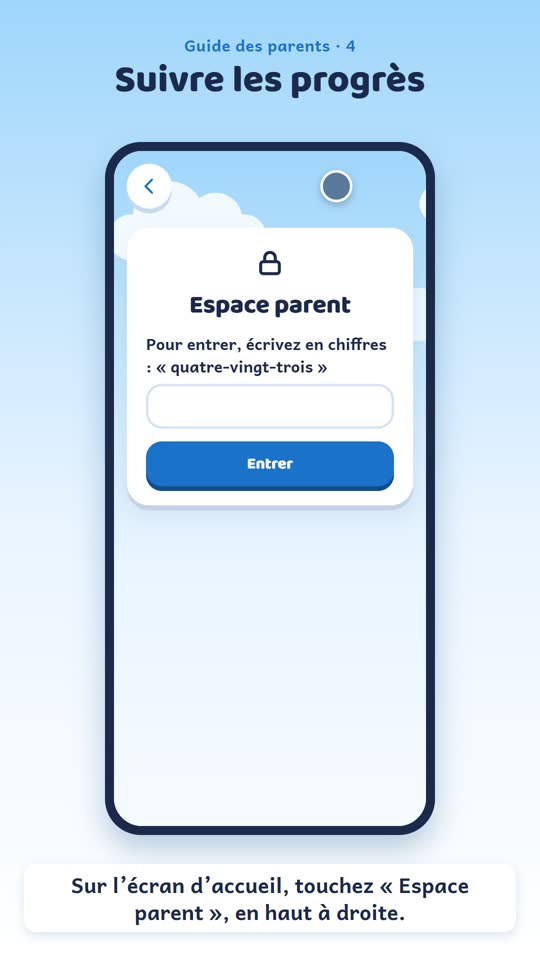 Guide des parents · 4
Suivre les progrès
Espace parent
Pour entrer, écrivez en chiffres
: « quatre-vingt-trois »
Entrer
Sur l’écran d’accueil, touchez « Espace
parent », en haut à droite.